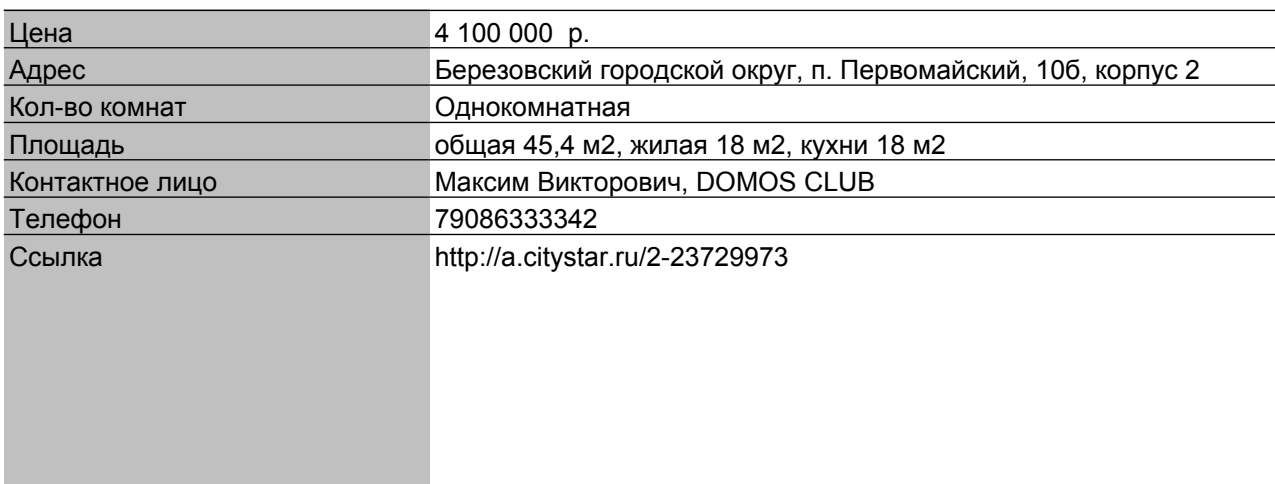 Цена 4 100 000  р.
Адрес Березовский городской округ, п. Первомайский, 10б, корпус 2
Кол-во комнат Однокомнатная
Площадь общая 45,4 м2, жилая 18 м2, кухни 18 м2
Контактное лицо Максим Викторович, DOMOS CLUB
Телефон 79086333342
Ссылка http://a.citystar.ru/2-23729973